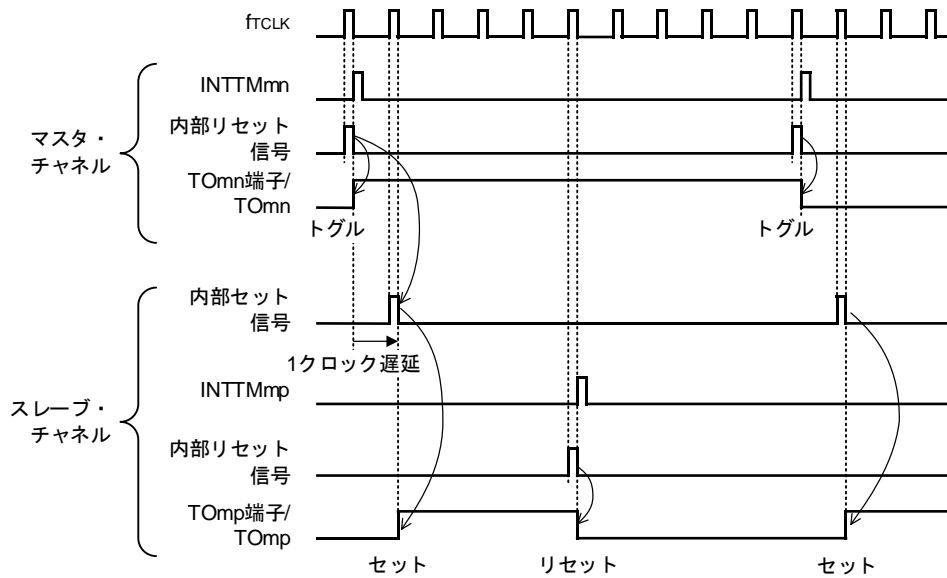 fTCLK
INTTMmn
内部リセット
信号
マスタ・
チャネル
TOmn端子/
TOmn
トグル
トグル
内部セット
信号
1クロック遅延
INTTMmp
スレーブ・
チャネル
内部リセット
信号
TOmp端子/
TOmp
セット
リセット
セット